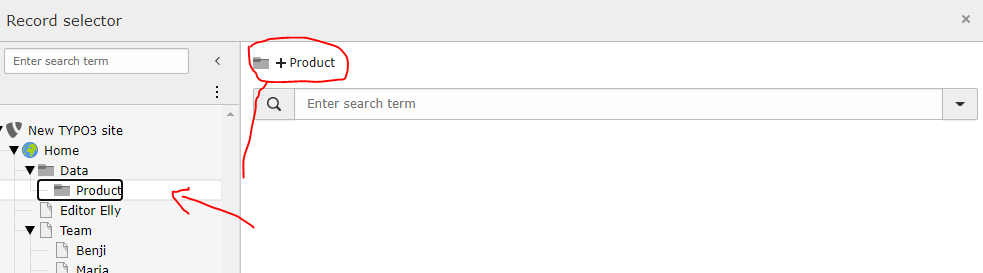 Record selector
×
Enter search term
+ Product
Enter search term
New TYPO3 site
Home
Data
Product
Editor Elly
Team
Benji
Maria